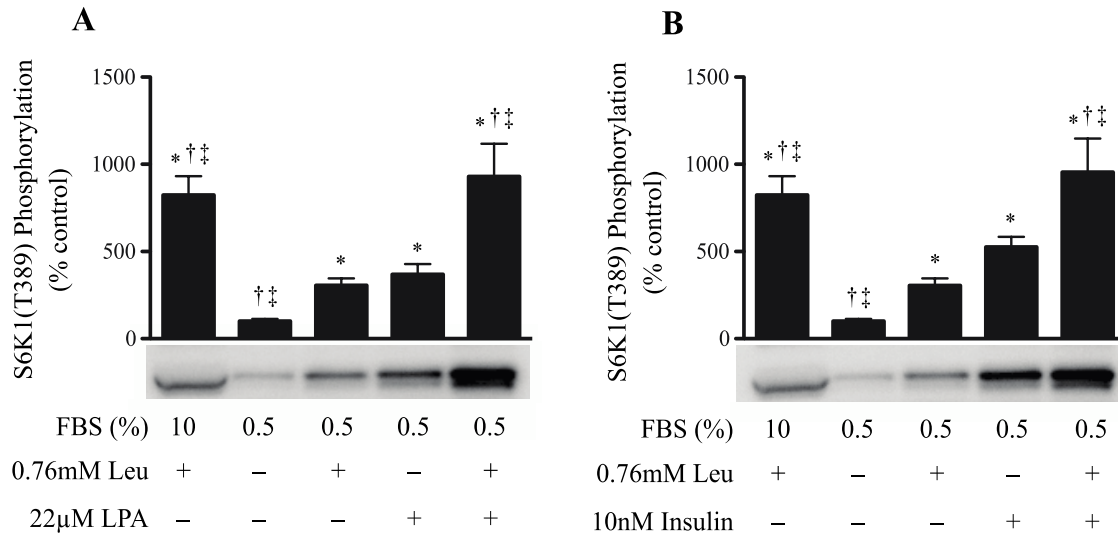 A
S6K1(T389) Phosphorylation
(% control)
1500
1000
500
0
*†‡
†‡
*
*
*†‡
FBS (%) 10 0.5 0.5 0.5 0.5
0.76mM Leu + – + – +
22µM LPA – – – + +
B
S6K1(T389) Phosphorylation
(% control)
1500
1000
500
0
*†‡
†‡
*
*
*†‡
FBS (%) 10 0.5 0.5 0.5 0.5
0.76mM Leu + – + – +
10nM Insulin – – – + +